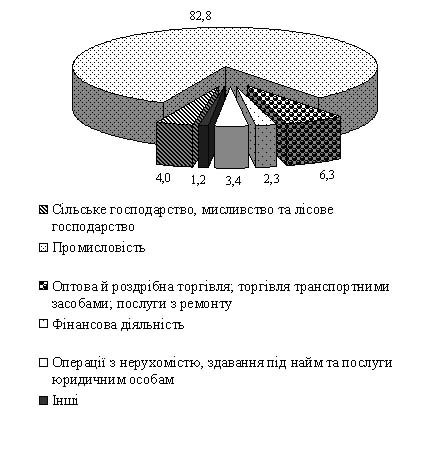 82,8
4,0 1,2 3,4 2,3 6,3
Сільське господарство, мисливство та лісове
господарство
Промисловість
Оптова й роздрібна торгівля; торгівля транспортними
засобами; послуги з ремонту
Фінансова діяльність
Операції з нерухомістю, здавання під найм та послуги
юридичним особам
Інші